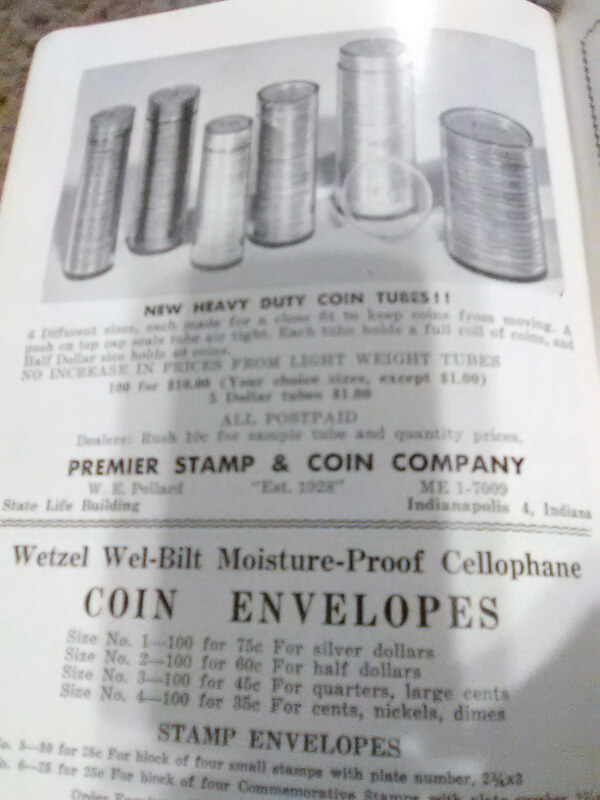 NEW HEAVY DUTY COIN TUBES!!
6 Different sizes, each made for a close fit to keep coins from moving. A
push on top cap seals tube air tight. Each tube holds a full roll of coins, and
Half Dollar size holds 40 coins.
NO INCREASE IN PRICES FROM LIGHT WEIGHT TUBES
100 for $10.00 (Your choice sizes, except $1.00)
Dollar tubes $1.00
ALL POSTPAID
Dealers: Rush 10c for sample tube and quantity prices.
PREMIER STAMP & COIN COMPANY
W. E. Pollard "Est. 1928" ME 1-7009
State Life Building Indianapolis 4, Indiana
Wetzel Wel-Bilt Moisture-Proof Cellophane
COIN ENVELOPES
Size No. 1—100 for 75c For silver dollars
Size No. 2—100 for 60c For half dollars
Size No. 3—100 for 45c For quarters, large cents
Size No. 4—100 for 35c For cents, nickels, dimes
STAMP ENVELOPES
for 25c For block of four small stamps with plate number,
for 25c For block of four Commemorative Stamps with plate number,
Order